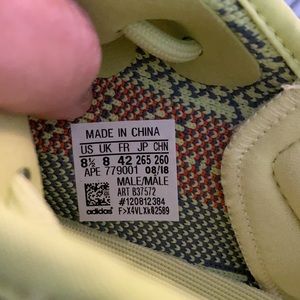 MADE IN CHINA
US UK FR JP CHN
8½ 8 42 265 260
APE 779001 08/18
MALE/MÂLE
ART B37572
#120812384
adidas F>X4VLXk02589